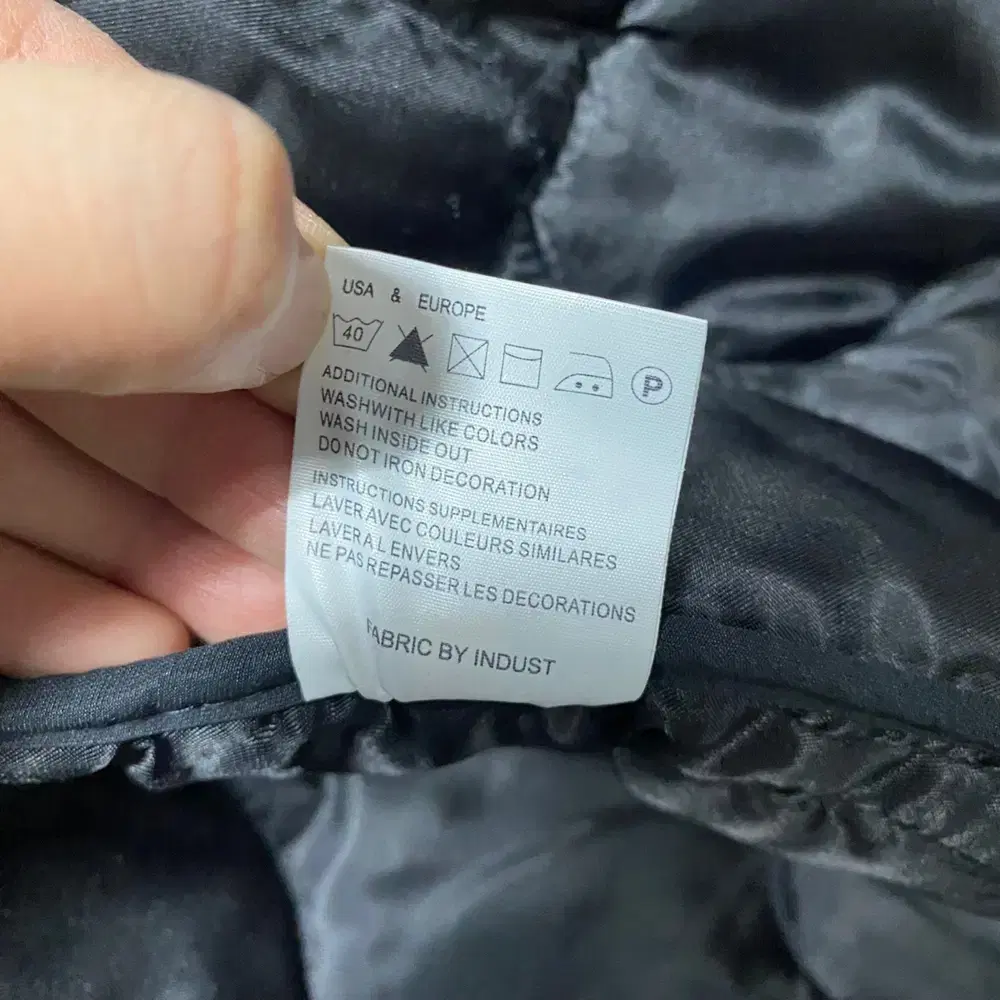 USA & EUROPE
40 P
ADDITIONAL INSTRUCTIONS
WASHWITH LIKE COLORS
WASH INSIDE OUT
DO NOT IRON DECORATION
INSTRUCTIONS SUPPLEMENTAIRES
LAVER AVEC COULEURS SIMILARES
LAVER A L ENVERS
NE PAS REPASSER LES DECORATIONS
FABRIC BY INDUST